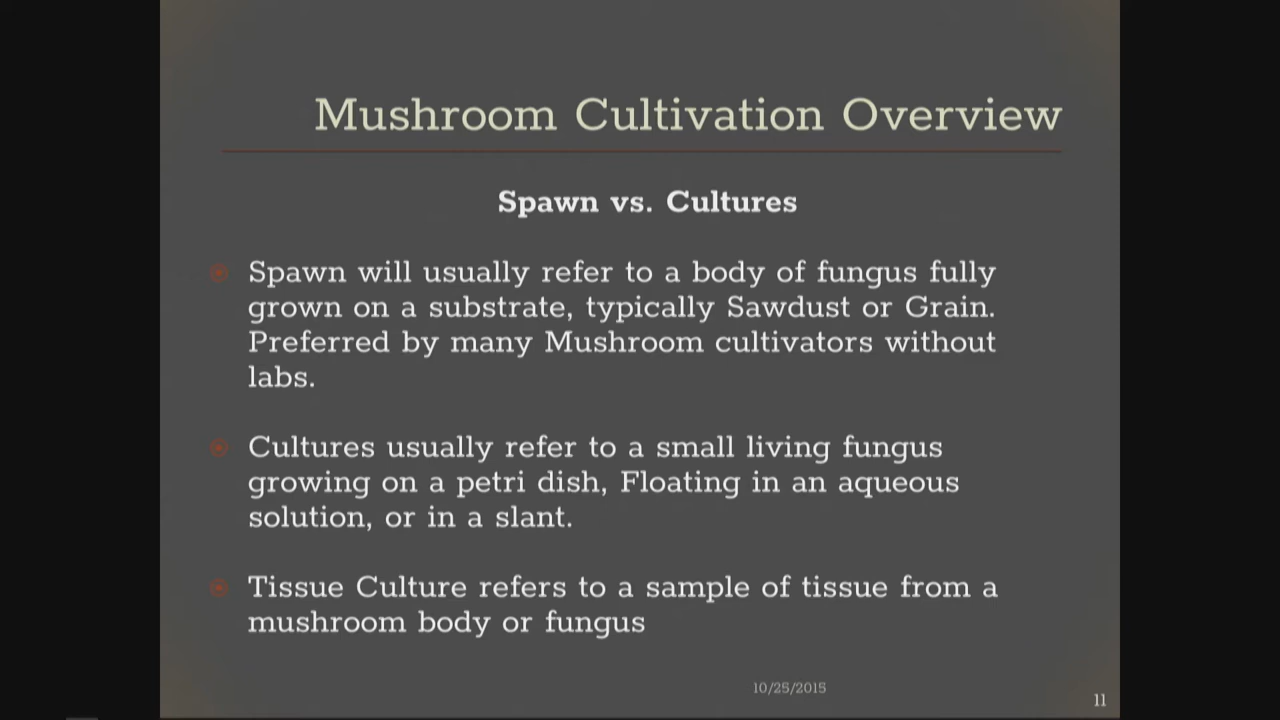 Mushroom Cultivation Overview
Spawn vs. Cultures
Spawn will usually refer to a body of fungus fully
grown on a substrate, typically Sawdust or Grain.
Preferred by many Mushroom cultivators without
labs.
Cultures usually refer to a small living fungus
growing on a petri dish, Floating in an aqueous
solution, or in a slant.
Tissue Culture refers to a sample of tissue from a
mushroom body or fungus
10/25/2015
11